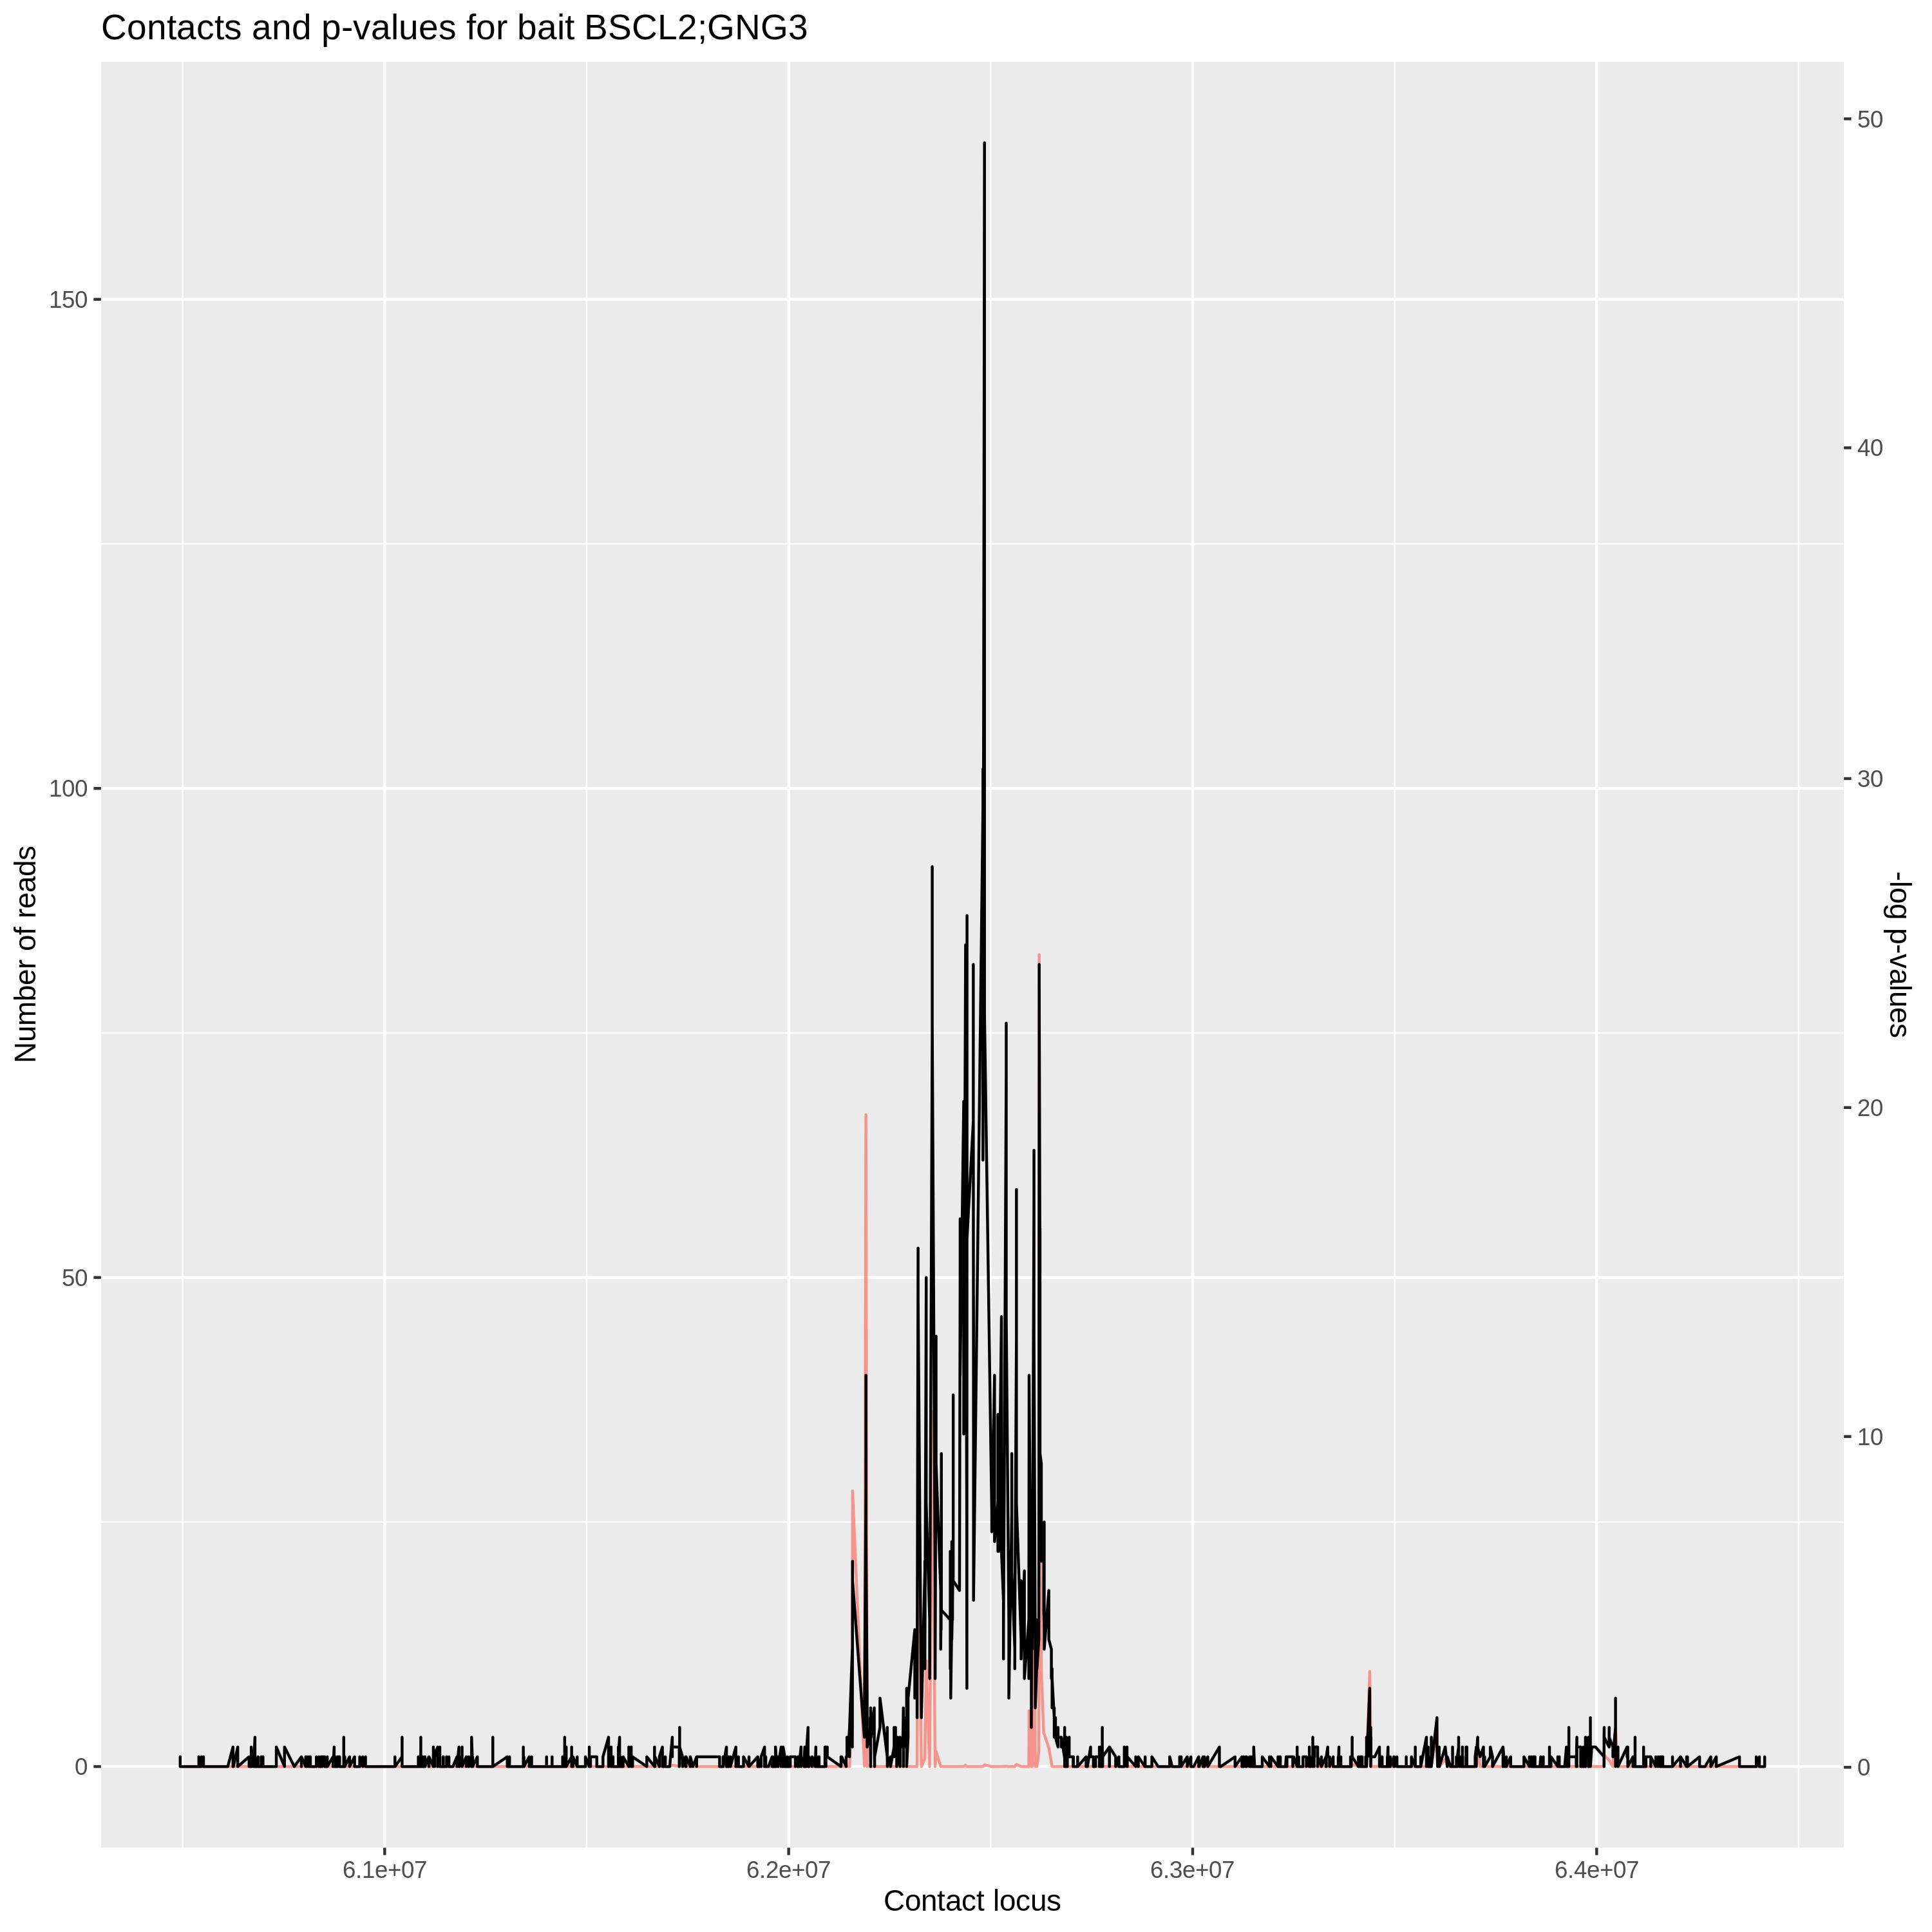 Contacts and p-values for bait BSCL2;GNG3
Number of reads
150
100
50
0
50
40
30
20
10
0
-log p-values
6.1e+07
6.2e+07
6.3e+07
6.4e+07
Contact locus